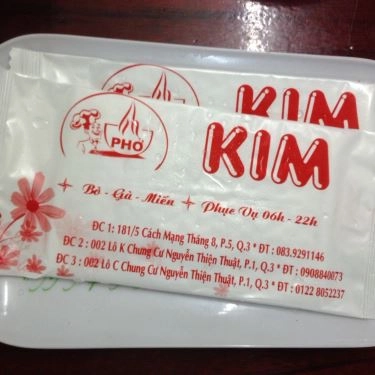 KIM
PHỞ
KIM
Bò - Gà - Miến
Phục Vụ 06h - 22h
ĐC 1: 181/5 Cách Mạng Tháng 8, P.5, Q.3 * ĐT : 083.9291146
ĐC 2 : 002 Lô K Chung Cư Nguyễn Thiện Thuật, P.1, Q.3 * ĐT : 0908840073
ĐC 3 : 002 Lô C Chung Cư Nguyễn Thiện Thuật, P.1, Q.3 * ĐT : 0122 8052237